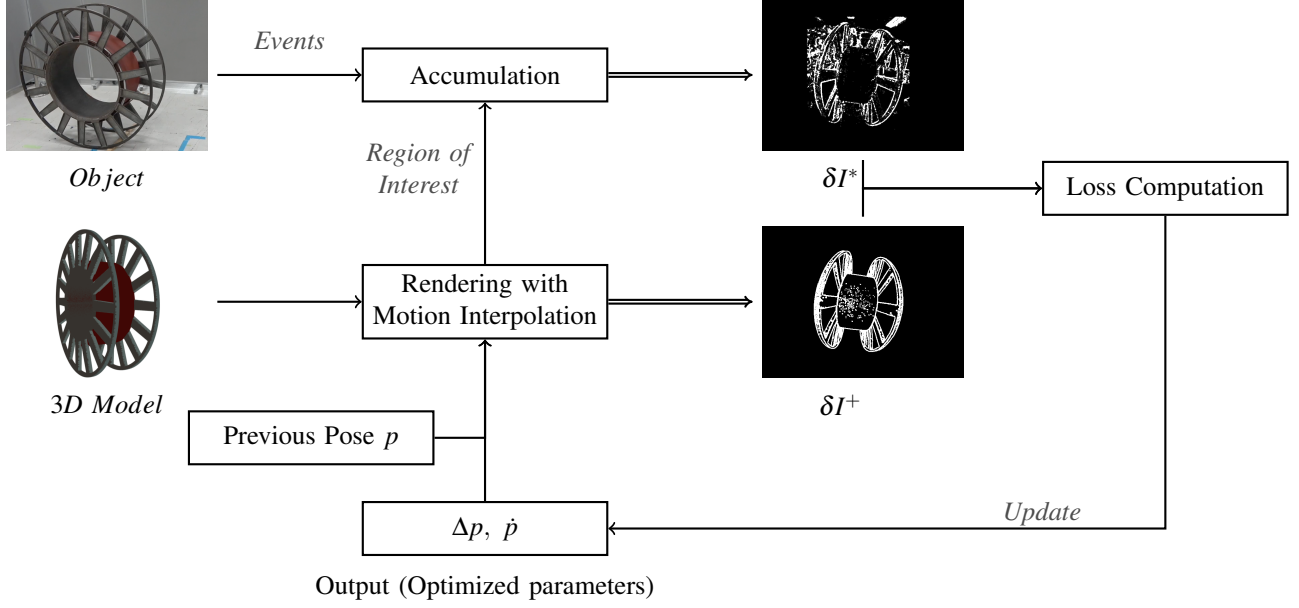 Events
Accumulation
Object
Region of
Interest
δI*
Loss Computation
Rendering with
Motion Interpolation
3D Model
δI⁺
Previous Pose p
Δp, ṗ
Update
Output (Optimized parameters)